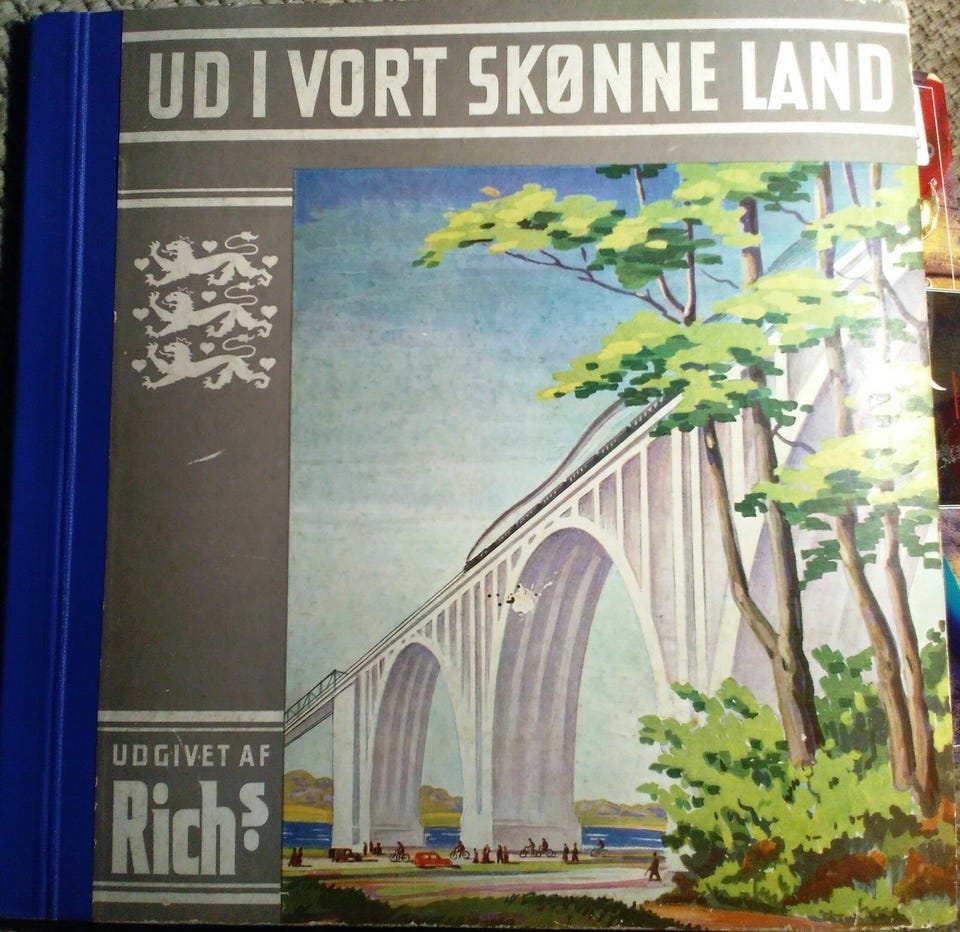 UD I VORT SKØNNE LAND
UDGIVET AF
Richs